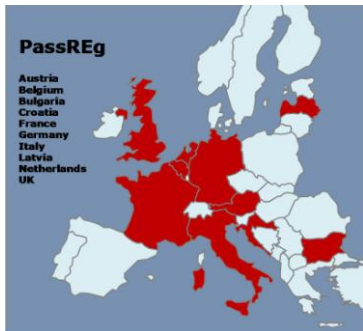 PassREg
Austria
Belgium
Bulgaria
Croatia
France
Germany
Italy
Latvia
Netherlands
UK